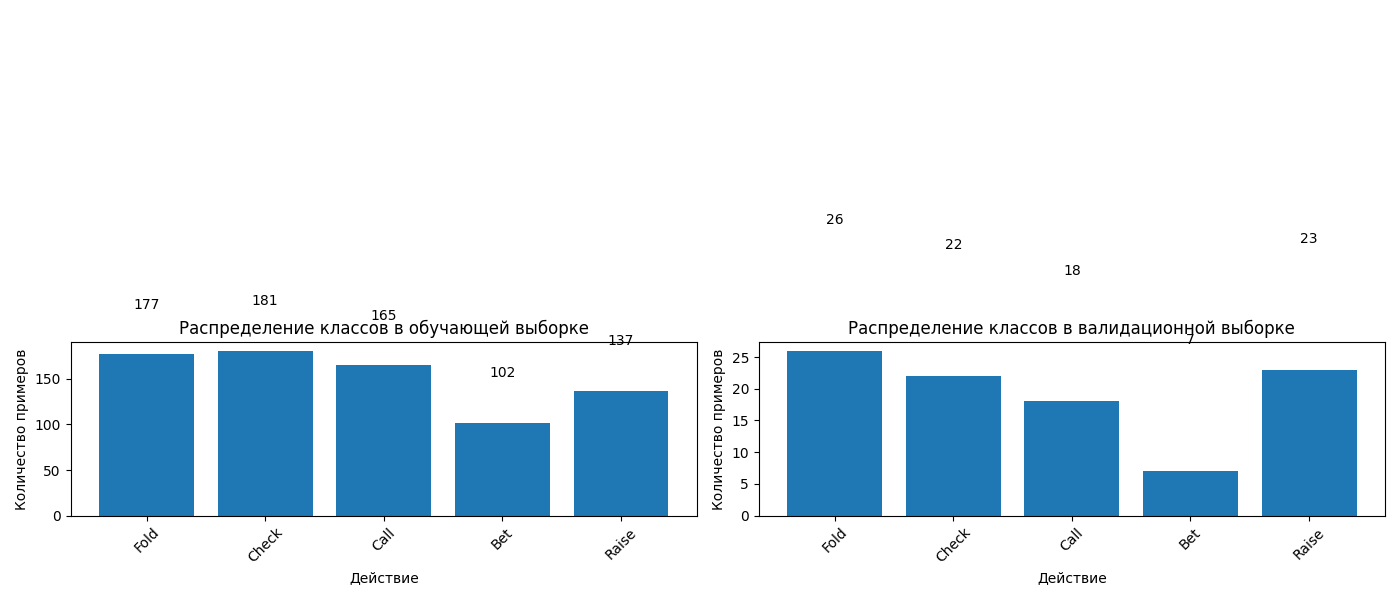 177
181
165
102
137
Распределение классов в обучающей выборке
Количество примеров
150
100
50
0
Fold
Check
Call
Bet
Raise
Действие
26
22
18
7
23
Распределение классов в валидационной выборке
Количество примеров
25
20
15
10
5
0
Fold
Check
Call
Bet
Raise
Действие